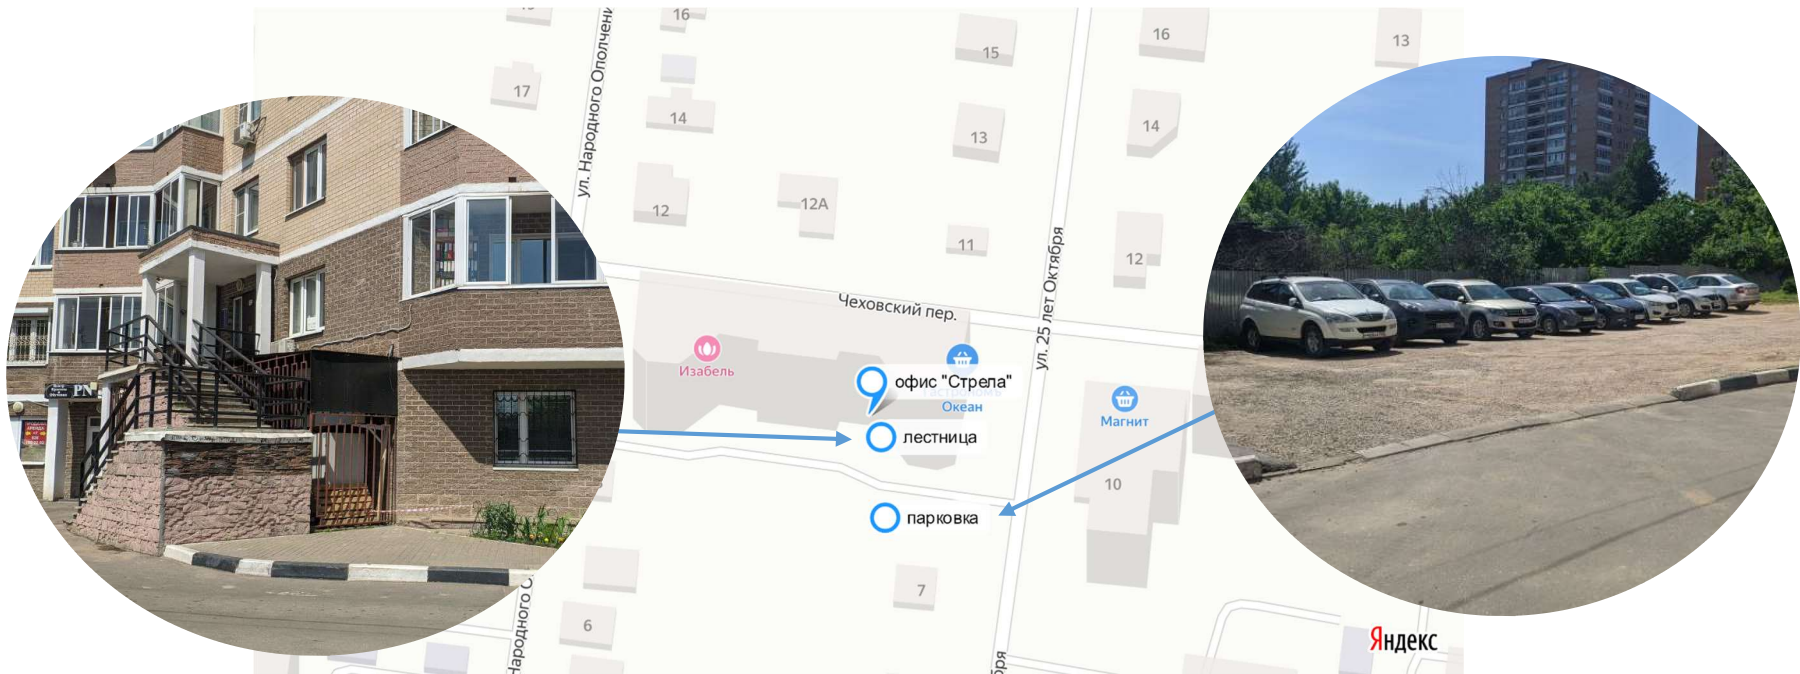 16
15
16
13
17
14
13
14
ул. Народного Ополчени
12
12А
11
12
ул. 25 лет Октября
Чеховский пер.
Изабель
офис "Стрела"
Океан
Магнит
лестница
PN
10
парковка
7
6
Народного О
бря
Яндекс